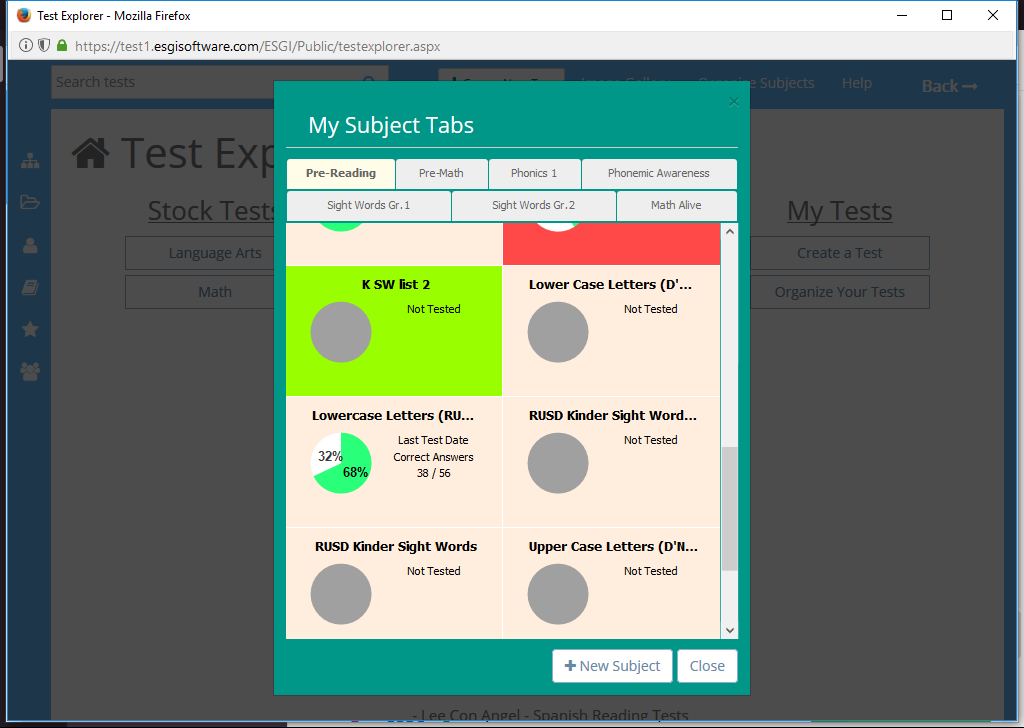 Test Explorer - Mozilla Firefox
https://test1.esgisoftware.com/ESGI/Public/testexplorer.aspx
Search tests
Organize Subjects
Help
Back
My Subject Tabs
Test Exp
Pre-Reading
Pre-Math
Phonics 1
Phonemic Awareness
Sight Words Gr.1
Sight Words Gr.2
Math Alive
Stock Tests
My Tests
Language Arts
Create a Test
Math
Organize Your Tests
K SW list 2
Not Tested
Lower Case Letters (D'...
Not Tested
Lowercase Letters (RU...
32%
68%
Last Test Date
Correct Answers
38 / 56
RUSD Kinder Sight Word...
Not Tested
RUSD Kinder Sight Words
Not Tested
Upper Case Letters (D'N...
Not Tested
New Subject
Close
- Lee Con Angel - Spanish Reading Tests